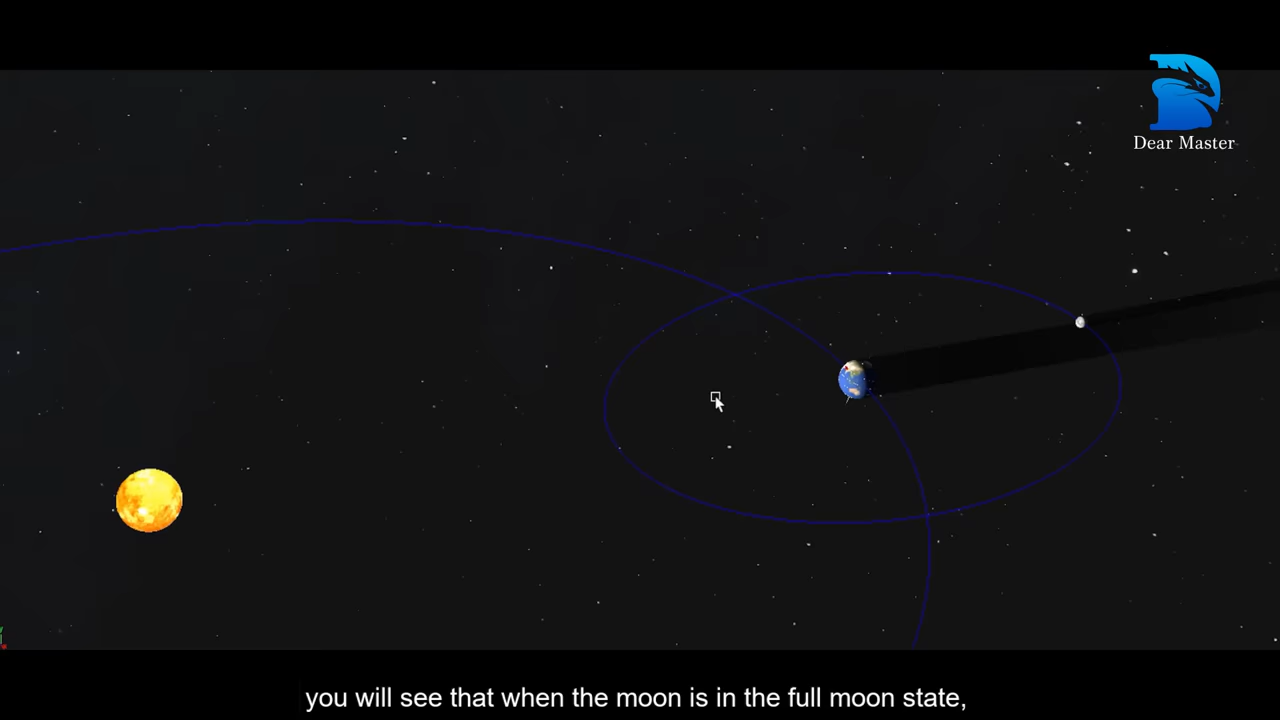 Dear Master
you will see that when the moon is in the full moon state,